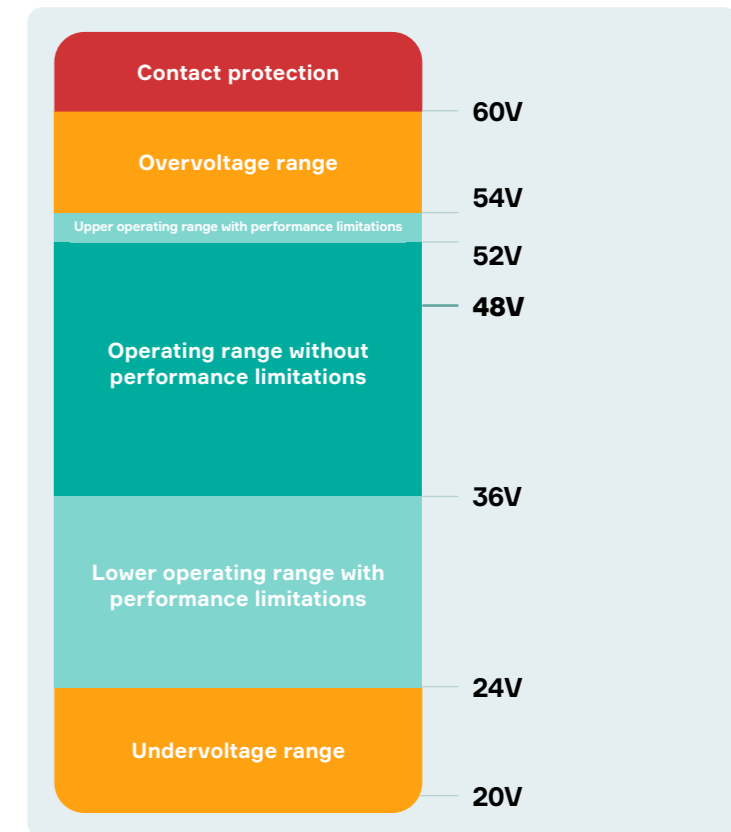 Contact protection
60V
Overvoltage range
54V
Upper operating range with performance limitations
52V
48V
Operating range without
performance limitations
36V
Lower operating range with
performance limitations
24V
Undervoltage range
20V